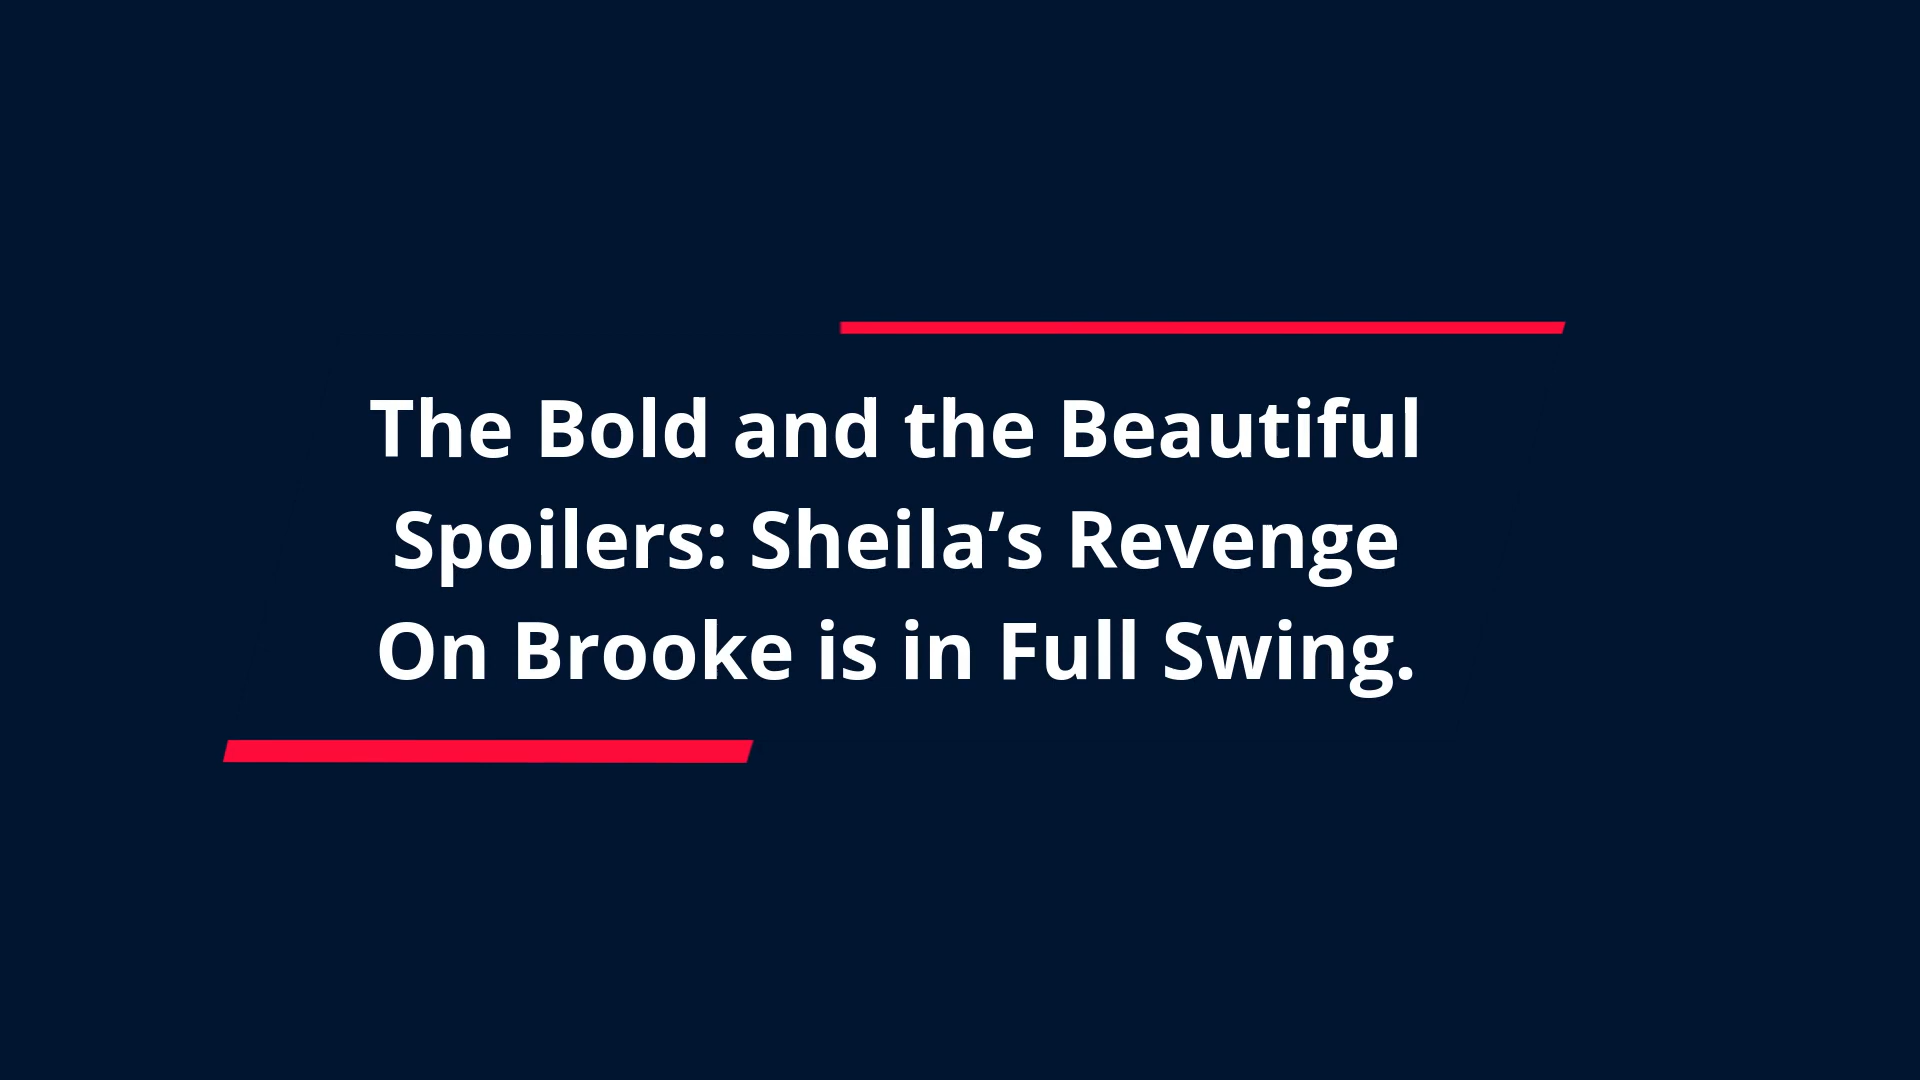 The Bold and the Beautiful
Spoilers: Sheila’s Revenge
On Brooke is in Full Swing.